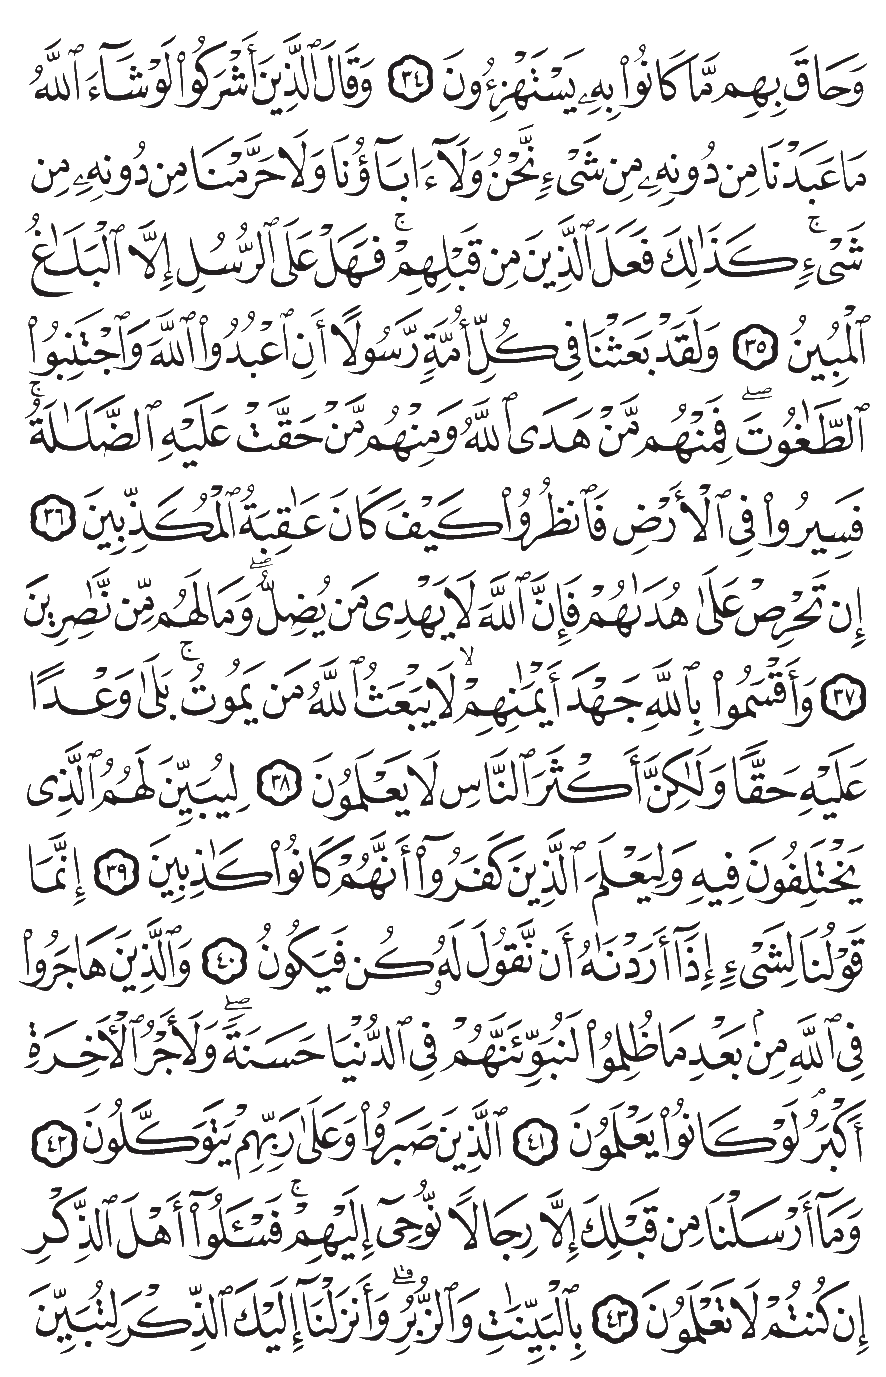 وَحَاقَ بِهِم مَّا كَانُوا۟ بِهِۦ يَسْتَهْزِءُونَ ٣٤ وَقَالَ ٱلَّذِينَ أَشْرَكُوا۟ لَوْ شَآءَ ٱللَّهُ
مَا عَبَدْنَا مِن دُونِهِۦ مِن شَىْءٍ نَّحْنُ وَلَآ ءَابَآؤُنَا وَلَا حَرَّمْنَا مِن دُونِهِۦ مِن
شَىْءٍ ۚ كَذَٰلِكَ فَعَلَ ٱلَّذِينَ مِن قَبْلِهِمْ ۚ فَهَلْ عَلَى ٱلرُّسُلِ إِلَّا ٱلْبَلَٰغُ
ٱلْمُبِينُ ٣٥ وَلَقَدْ بَعَثْنَا فِى كُلِّ أُمَّةٍ رَّسُولًا أَنِ ٱعْبُدُوا۟ ٱللَّهَ وَٱجْتَنِبُوا۟
ٱلطَّٰغُوتَ ۖ فَمِنْهُم مَّنْ هَدَى ٱللَّهُ وَمِنْهُم مَّنْ حَقَّتْ عَلَيْهِ ٱلضَّلَٰلَةُ ۚ
فَسِيرُوا۟ فِى ٱلْأَرْضِ فَٱنظُرُوا۟ كَيْفَ كَانَ عَٰقِبَةُ ٱلْمُكَذِّبِينَ ٣٦
إِن تَحْرِصْ عَلَىٰ هُدَىٰهُمْ فَإِنَّ ٱللَّهَ لَا يَهْدِى مَن يُضِلُّ ۖ وَمَا لَهُم مِّن نَّٰصِرِينَ
٣٧ وَأَقْسَمُوا۟ بِٱللَّهِ جَهْدَ أَيْمَٰنِهِمْ ۙ لَا يَبْعَثُ ٱللَّهُ مَن يَمُوتُ ۚ بَلَىٰ وَعْدًا
عَلَيْهِ حَقًّا وَلَٰكِنَّ أَكْثَرَ ٱلنَّاسِ لَا يَعْلَمُونَ ٣٨ لِيُبَيِّنَ لَهُمُ ٱلَّذِى
يَخْتَلِفُونَ فِيهِ وَلِيَعْلَمَ ٱلَّذِينَ كَفَرُوٓا۟ أَنَّهُمْ كَانُوا۟ كَٰذِبِينَ ٣٩ إِنَّمَا
قَوْلُنَا لِشَىْءٍ إِذَآ أَرَدْنَٰهُ أَن نَّقُولَ لَهُۥ كُن فَيَكُونُ ٤٠ وَٱلَّذِينَ هَاجَرُوا۟
فِى ٱللَّهِ مِنۢ بَعْدِ مَا ظُلِمُوا۟ لَنُبَوِّئَنَّهُمْ فِى ٱلدُّنْيَا حَسَنَةً ۖ وَلَأَجْرُ ٱلْءَاخِرَةِ
أَكْبَرُ ۚ لَوْ كَانُوا۟ يَعْلَمُونَ ٤١ ٱلَّذِينَ صَبَرُوا۟ وَعَلَىٰ رَبِّهِمْ يَتَوَكَّلُونَ ٤٢
وَمَآ أَرْسَلْنَا مِن قَبْلِكَ إِلَّا رِجَالًا نُّوحِىٓ إِلَيْهِمْ ۚ فَسْـَٔلُوٓا۟ أَهْلَ ٱلذِّكْرِ
إِن كُنتُمْ لَا تَعْلَمُونَ ٤٣ بِٱلْبَيِّنَٰتِ وَٱلزُّبُرِ ۗ وَأَنزَلْنَآ إِلَيْكَ ٱلذِّكْرَ لِتُبَيِّنَ